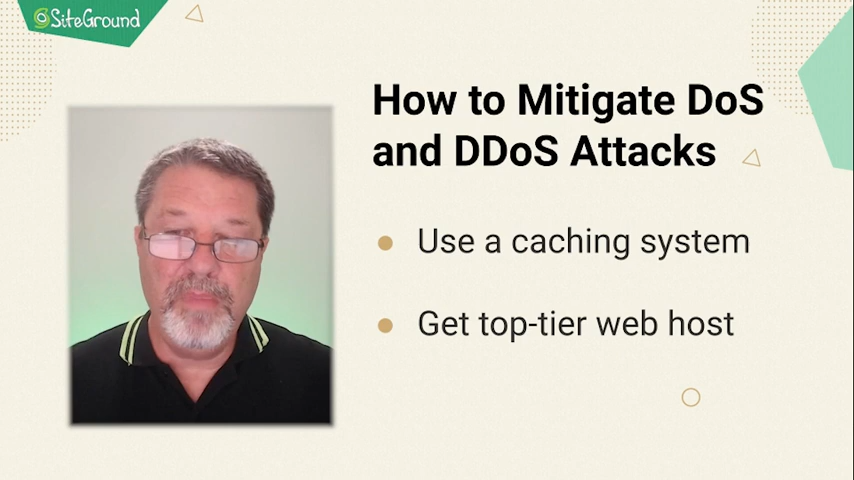 SiteGround
How to Mitigate DoS
and DDoS Attacks
Use a caching system
Get top-tier web host